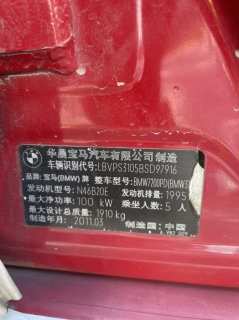 华晨宝马汽车有限公司制造
车辆识别代号: LBVPS3105BSD97916
宝马(BMW)牌 整车型号: BMW7200PD(BMW3
发动机型号: N46B20E 发动机排量: 1995
最大净功率: 100 kW 乘坐人数: 5 人
最大设计总质量: 1910 kg
制造年月: 2011.03 中国制造